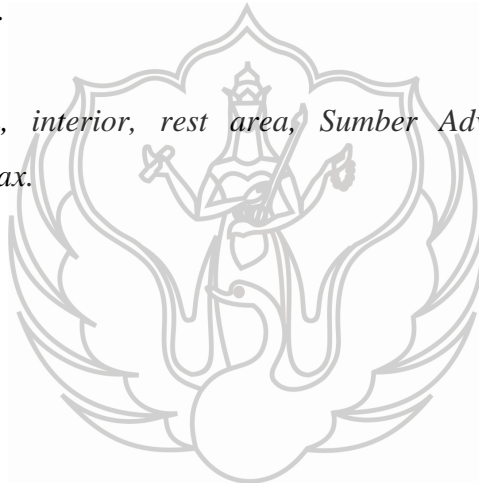 .
, interior, rest area, Sumber Adv
ax.